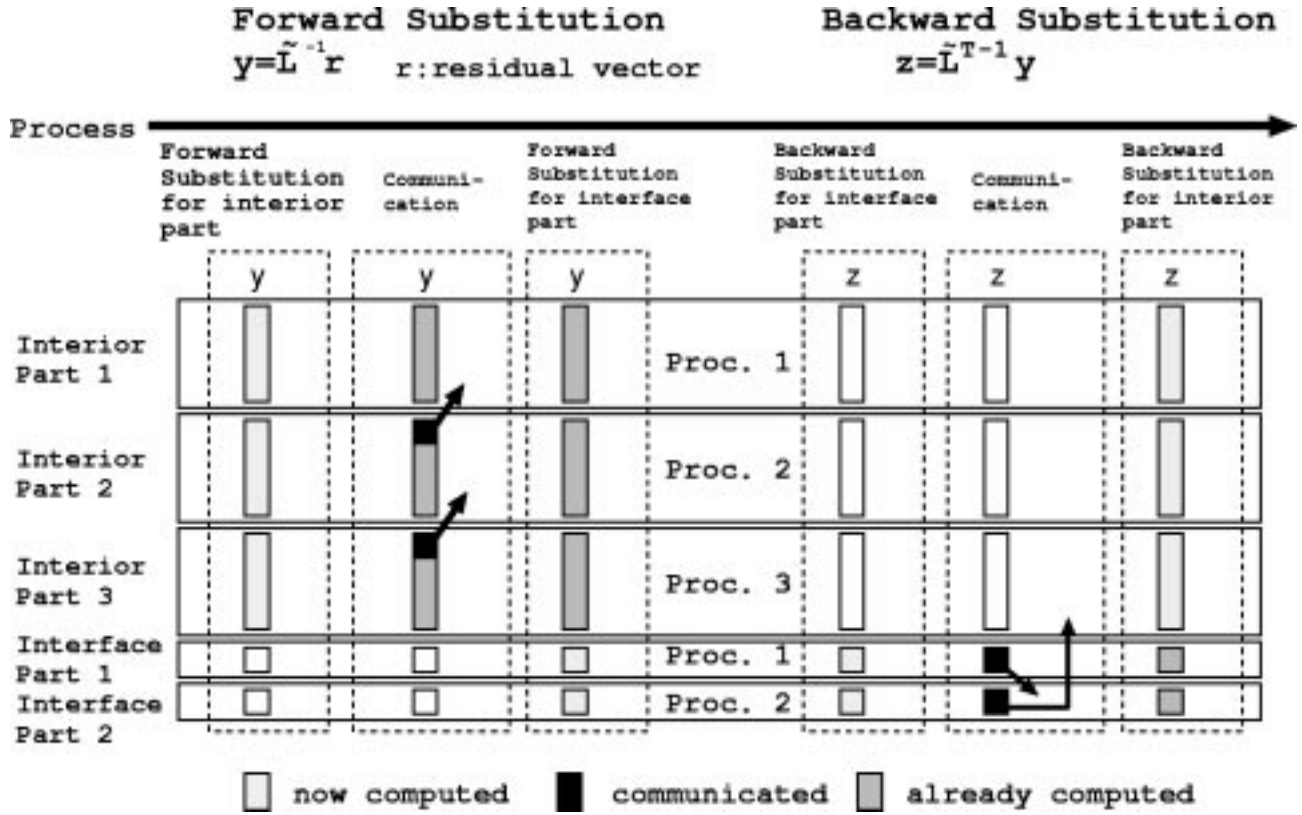 Forward Substitution
Backward Substitution
y=L̃⁻¹r
r:residual vector
z=L̃ᵀ⁻¹y
Process
Forward
Substitution
for interior
part
Communi-
cation
Forward
Substitution
for interface
part
Backward
Substitution
for interface
part
Communi-
cation
Backward
Substitution
for interior
part
y
y
y
z
z
z
Interior
Part 1
Proc. 1
Interior
Part 2
Proc. 2
Interior
Part 3
Proc. 3
Interface
Part 1
Proc. 1
Interface
Part 2
Proc. 2
now computed
communicated
already computed